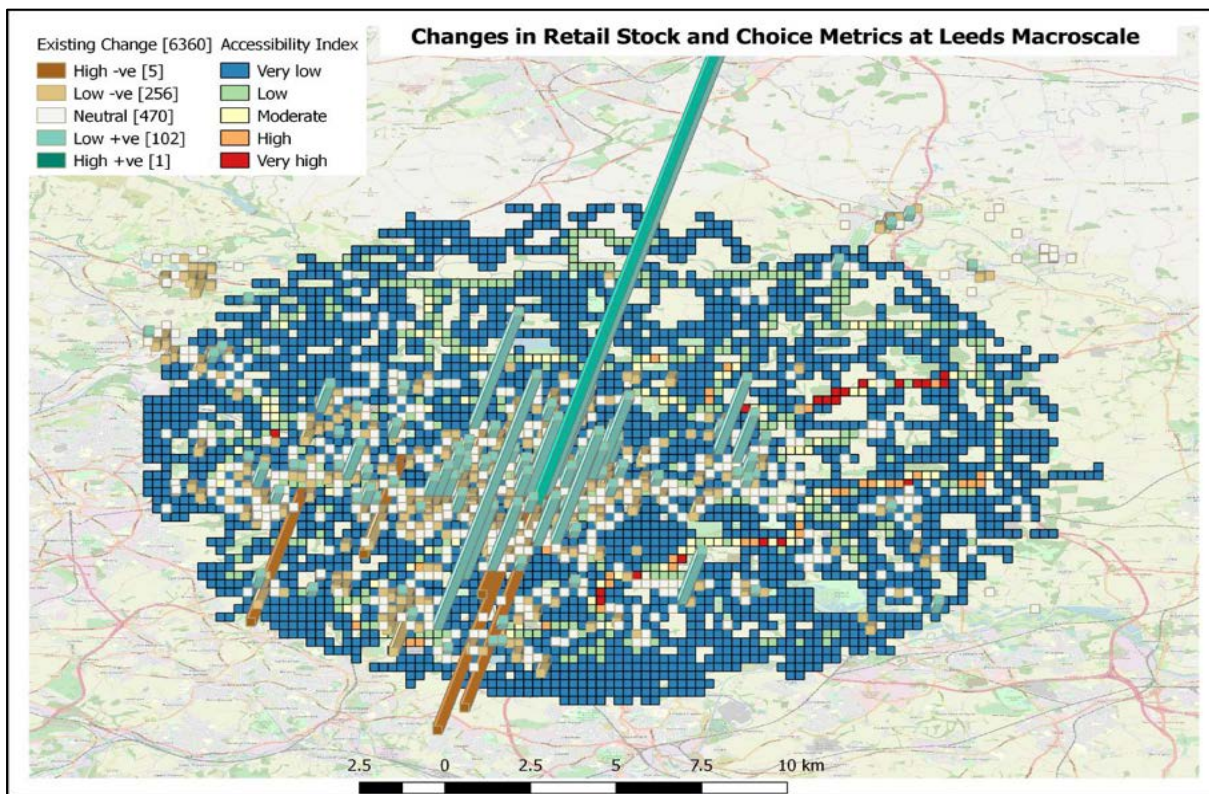 Changes in Retail Stock and Choice Metrics at Leeds Macroscale
Existing Change [6360] Accessibility Index
High -ve [5] Very low
Low -ve [256] Low
Neutral [470] Moderate
Low +ve [102] High
High +ve [1] Very high
2.5 0 2.5 5 7.5 10 km